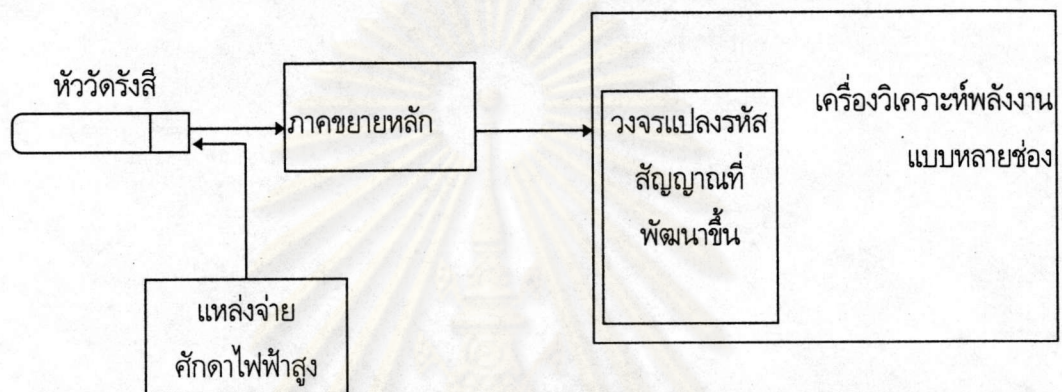 หัววัดรังสี
ภาคขยายหลัก
วงจรแปลงรหัส
สัญญาณที่
พัฒนาขึ้น
เครื่องวิเคราะห์พลังงาน
แบบหลายช่อง
แหล่งจ่าย
ศักดาไฟฟ้าสูง